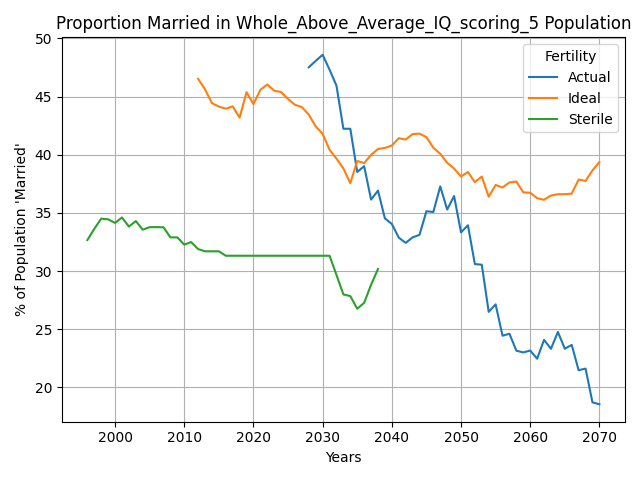 Proportion Married in Whole_Above_Average_IQ_scoring_5 Population
50
45
40
35
30
25
20
% of Population 'Married'
Fertility
Actual
Ideal
Sterile
2000 2010 2020 2030 2040 2050 2060 2070
Years